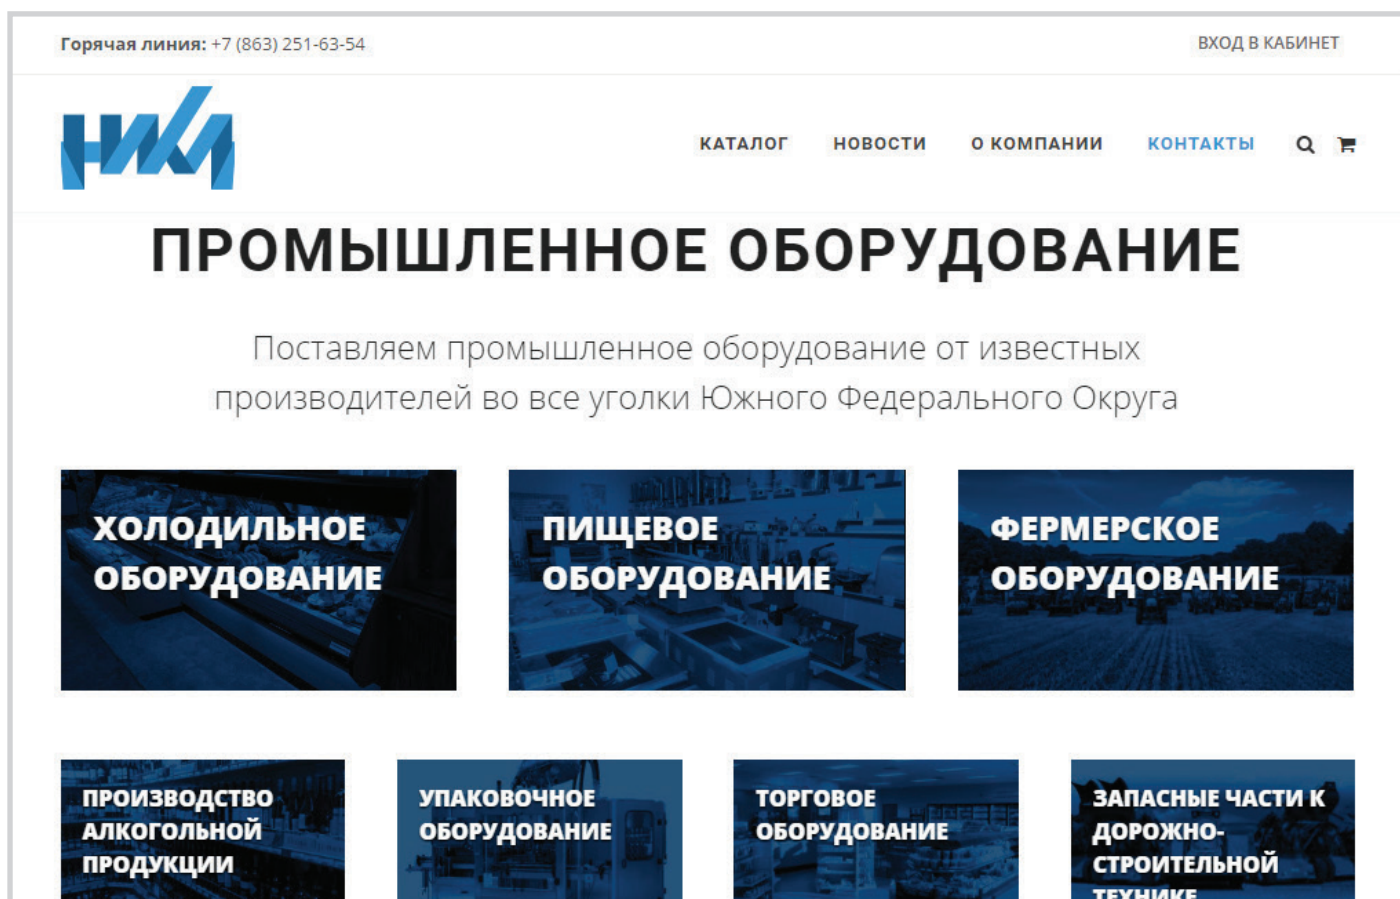 Горячая линия: +7 (863) 251-63-54
ВХОД В КАБИНЕТ
НИКА
КАТАЛОГ НОВОСТИ О КОМПАНИИ КОНТАКТЫ
ПРОМЫШЛЕННОЕ ОБОРУДОВАНИЕ
Поставляем промышленное оборудование от известных
производителей во все уголки Южного Федерального Округа
ХОЛОДИЛЬНОЕ
ОБОРУДОВАНИЕ
ПИЩЕВОЕ
ОБОРУДОВАНИЕ
ФЕРМЕРСКОЕ
ОБОРУДОВАНИЕ
ПРОИЗВОДСТВО
АЛКОГОЛЬНОЙ
ПРОДУКЦИИ
УПАКОВОЧНОЕ
ОБОРУДОВАНИЕ
ТОРГОВОЕ
ОБОРУДОВАНИЕ
ЗАПАСНЫЕ ЧАСТИ К
ДОРОЖНО-
СТРОИТЕЛЬНОЙ
ТЕХНИКЕ